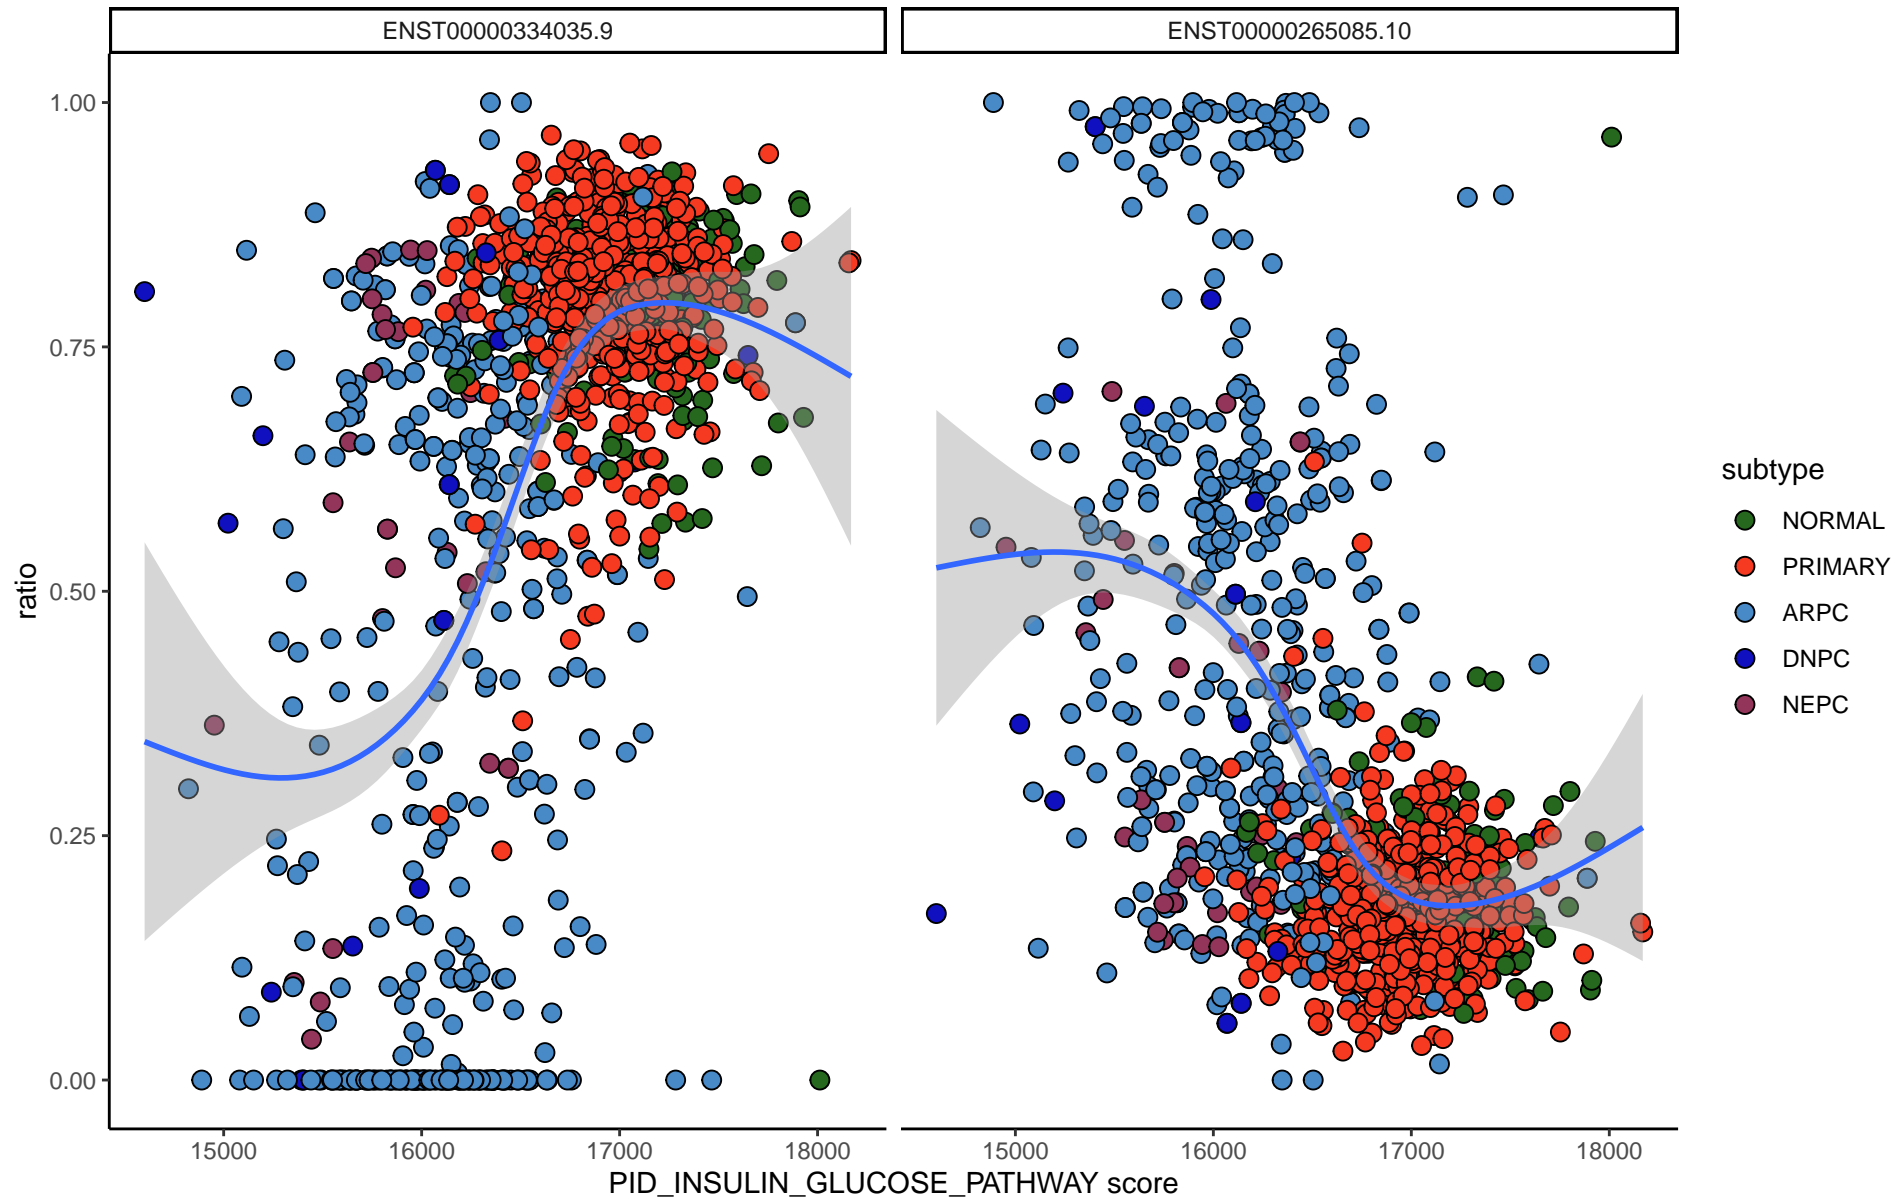 ENST00000334035.9
ENST00000265085.10
1.00
0.75
0.50
0.25
0.00
ratio
15000
16000
17000
18000
15000
16000
17000
18000
PID_INSULIN_GLUCOSE_PATHWAY score
subtype
NORMAL
PRIMARY
ARPC
DNPC
NEPC